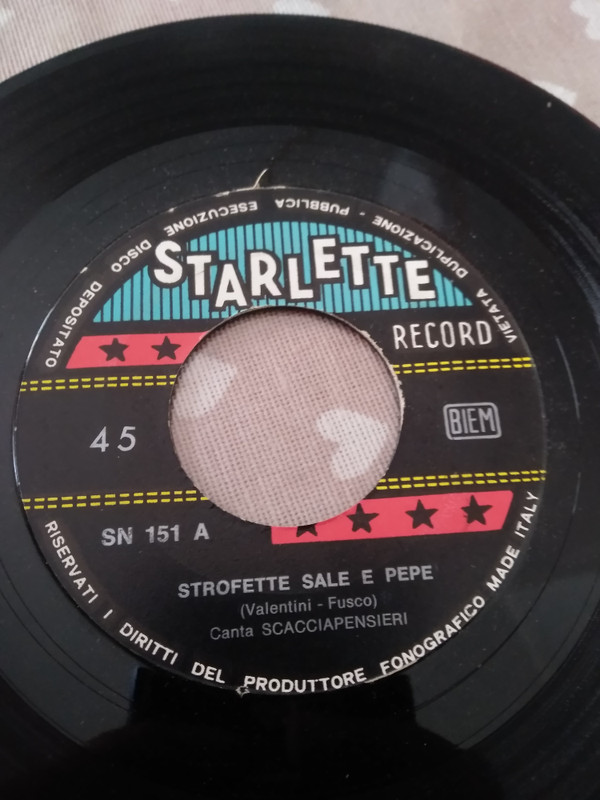 DISCO DEPOSITATO
VIETATA DUPLICAZIONE - PUBBLICA ESECUZIONE
STARLETTE
RECORD
45
BIEM
SN 151 A
STROFETTE SALE E PEPE
(Valentini - Fusco)
Canta SCACCIAPENSIERI
RISERVATI I DIRITTI DEL PRODUTTORE FONOGRAFICO MADE ITALY